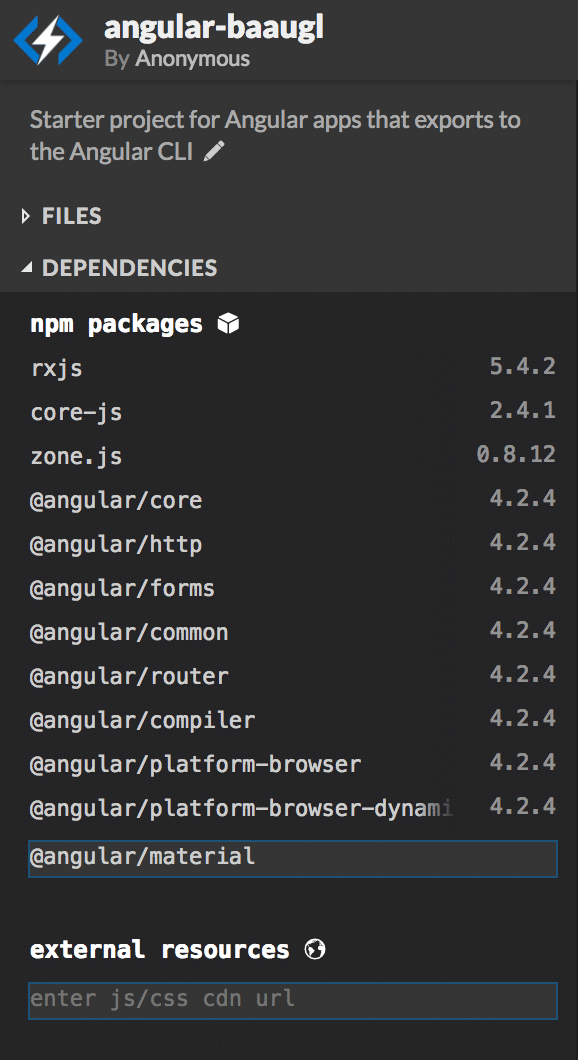 angular-baaugl
By Anonymous
Starter project for Angular apps that exports to
the Angular CLI
FILES
DEPENDENCIES
npm packages
rxjs 5.4.2
core-js 2.4.1
zone.js 0.8.12
@angular/core 4.2.4
@angular/http 4.2.4
@angular/forms 4.2.4
@angular/common 4.2.4
@angular/router 4.2.4
@angular/compiler 4.2.4
@angular/platform-browser 4.2.4
@angular/platform-browser-dynami 4.2.4
@angular/material
external resources
enter js/css cdn url